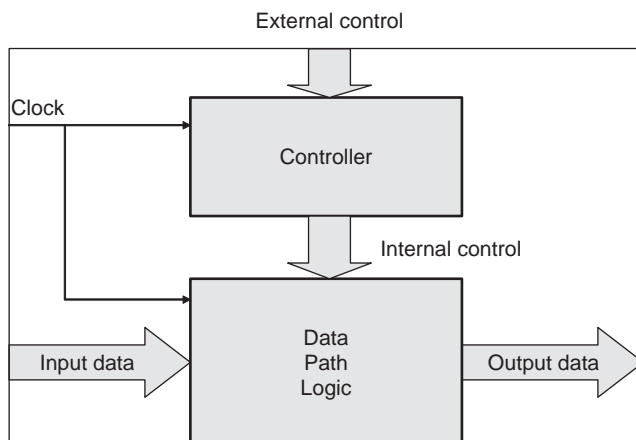 External control
Clock
Controller
Internal control
Data
Path
Logic
Input data
Output data